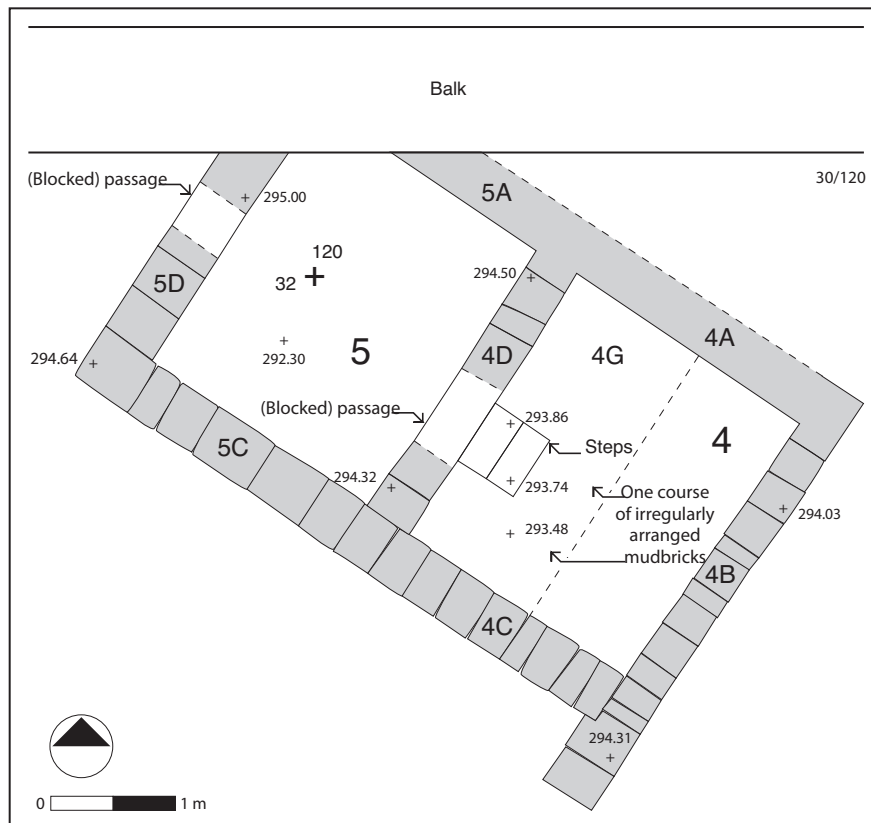 Balk
(Blocked) passage
30/120
5A
295.00
120
32
5D
294.50
292.30
5
4D
4G
4A
294.64
(Blocked) passage
293.86
4
Steps
5C
294.32
293.74
One course
of irregularly
arranged
mudbricks
294.03
293.48
4B
4C
294.31
0
1 m